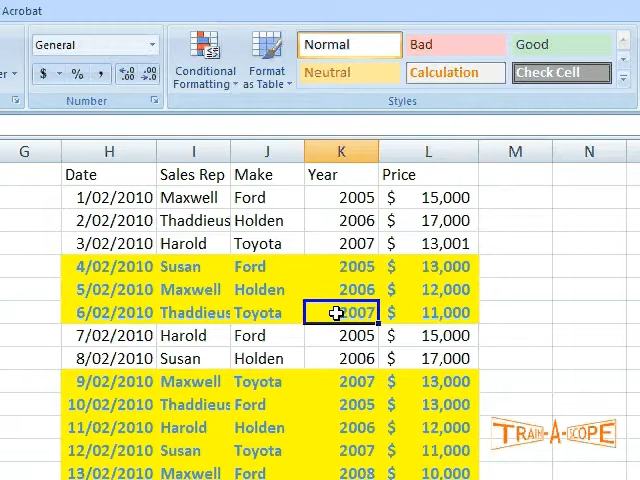 Acrobat
General
Conditional Formatting
Format as Table
Normal
Bad
Good
Neutral
Calculation
Check Cell
$ % , .0 .00 .00 .0
Number
Styles
G H I J K L M N
Date Sales Rep Make Year Price
1/02/2010 Maxwell Ford 2005 $ 15,000
2/02/2010 Thaddieus Holden 2006 $ 17,000
3/02/2010 Harold Toyota 2007 $ 13,001
4/02/2010 Susan Ford 2005 $ 13,000
5/02/2010 Maxwell Holden 2006 $ 12,000
6/02/2010 Thaddieus Toyota 2007 $ 11,000
7/02/2010 Harold Ford 2005 $ 15,000
8/02/2010 Susan Holden 2006 $ 17,000
9/02/2010 Maxwell Toyota 2007 $ 13,000
10/02/2010 Thaddieus Ford 2005 $ 13,000
11/02/2010 Harold Holden 2006 $ 12,000
12/02/2010 Susan Toyota 2007 $ 11,000
13/02/2010 Maxwell Ford 2008 $ 10,000
TRAIN-A-SCOPE